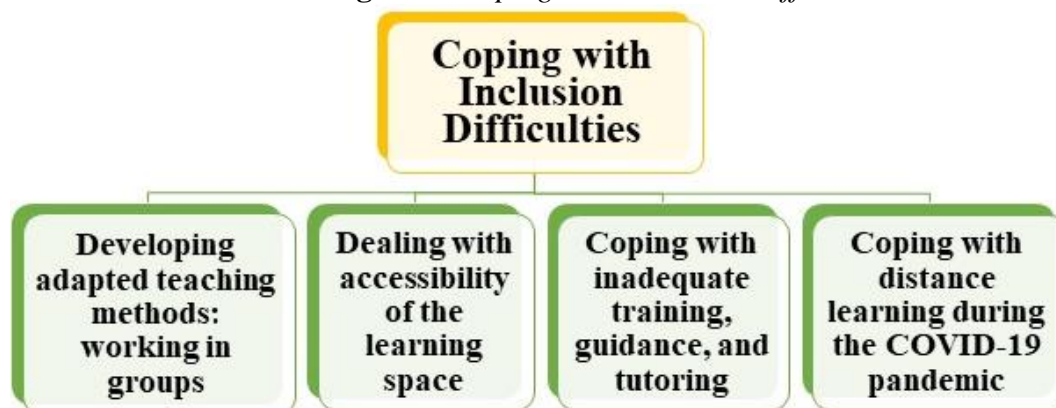 Coping with
Inclusion
Difficulties
Developing
adapted teaching
methods:
working in
groups
Dealing with
accessibility
of the
learning
space
Coping with
inadequate
training,
guidance, and
tutoring
Coping with
distance
learning during
the COVID-19
pandemic